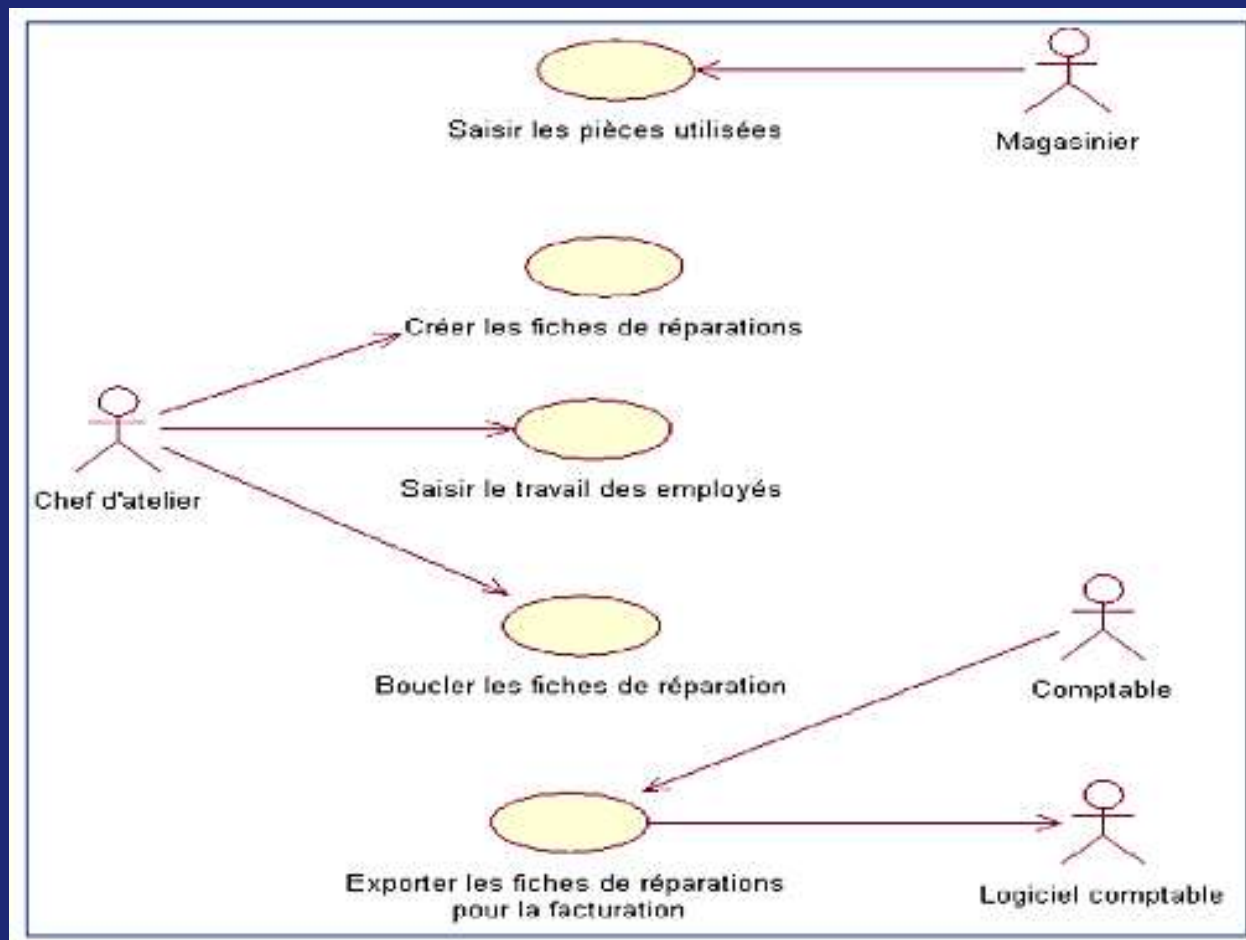 Saisir les pièces utilisées
Magasinier
Créer les fiches de réparations
Chef d'atelier
Saisir le travail des employés
Boucler les fiches de réparation
Comptable
Exporter les fiches de réparations
pour la facturation
Logiciel comptable